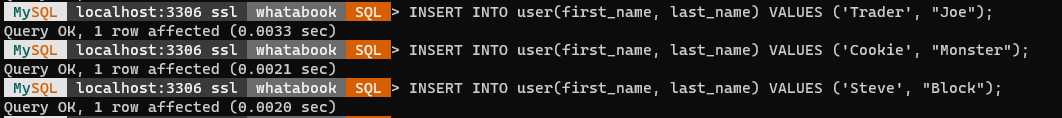 MySQL localhost:3306 ssl whatabook SQL > INSERT INTO user(first_name, last_name) VALUES ('Trader', "Joe");
Query OK, 1 row affected (0.0033 sec)
MySQL localhost:3306 ssl whatabook SQL > INSERT INTO user(first_name, last_name) VALUES ('Cookie', "Monster");
Query OK, 1 row affected (0.0021 sec)
MySQL localhost:3306 ssl whatabook SQL > INSERT INTO user(first_name, last_name) VALUES ('Steve', "Block");
Query OK, 1 row affected (0.0020 sec)